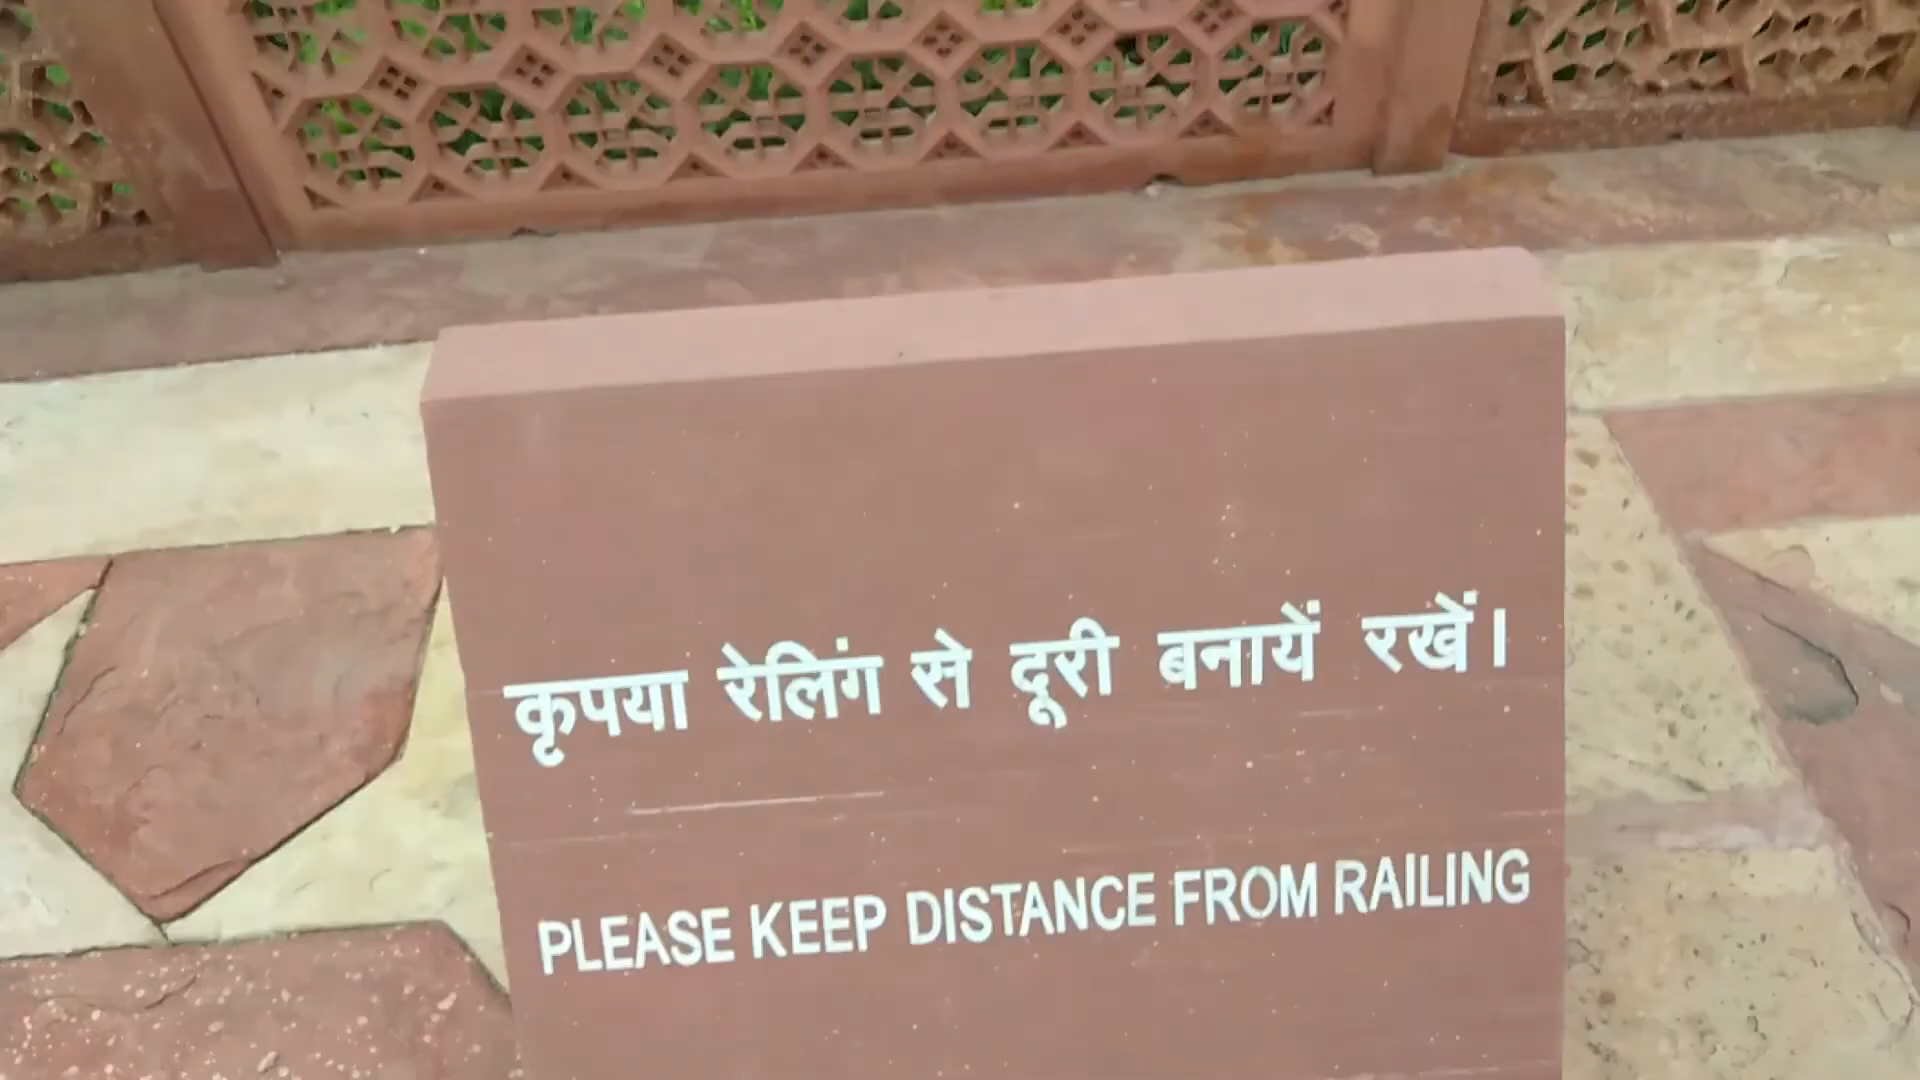 कृपया रेलिंग से दूरी बनायें रखें।
PLEASE KEEP DISTANCE FROM RAILING